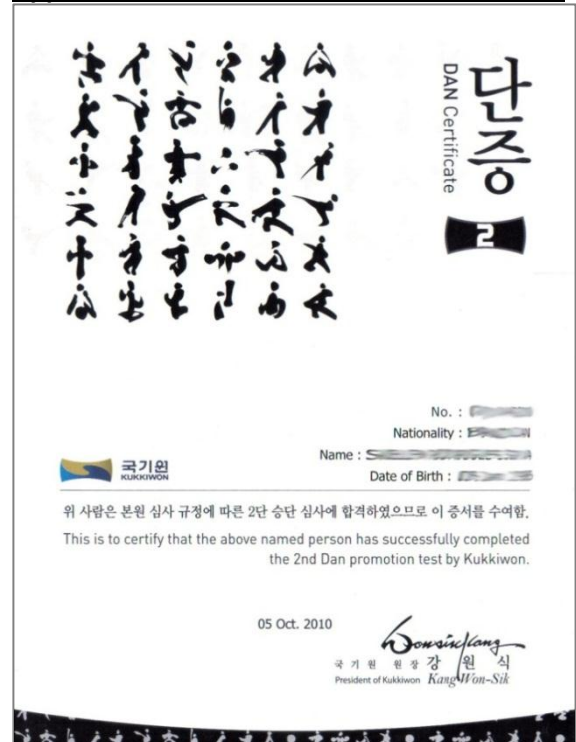 단증
DAN Certificate
2
No. :
Nationality :
Name : S
Date of Birth :
국기원
KUKKIWON
위 사람은 본원 심사 규정에 따른 2단 승단 심사에 합격하였으므로 이 증서를 수여함.
This is to certify that the above named person has successfully completed
the 2nd Dan promotion test by Kukkiwon.
05 Oct. 2010
WonsikKang
국 기 원 원 장 강 원 식
President of Kukkiwon Kang Won-Sik